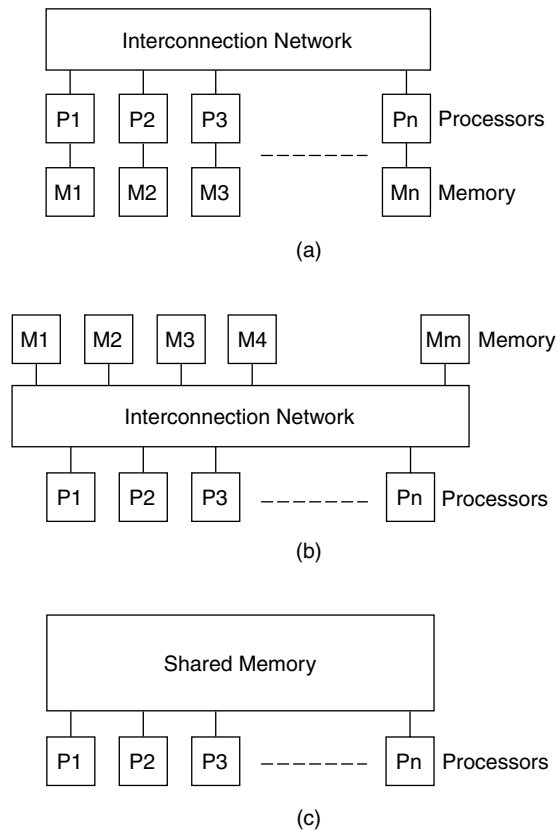 Interconnection Network
P1 P2 P3 Pn Processors
M1 M2 M3 Mn Memory
(a)
M1 M2 M3 M4 Mm Memory
Interconnection Network
P1 P2 P3 Pn Processors
(b)
Shared Memory
P1 P2 P3 Pn Processors
(c)